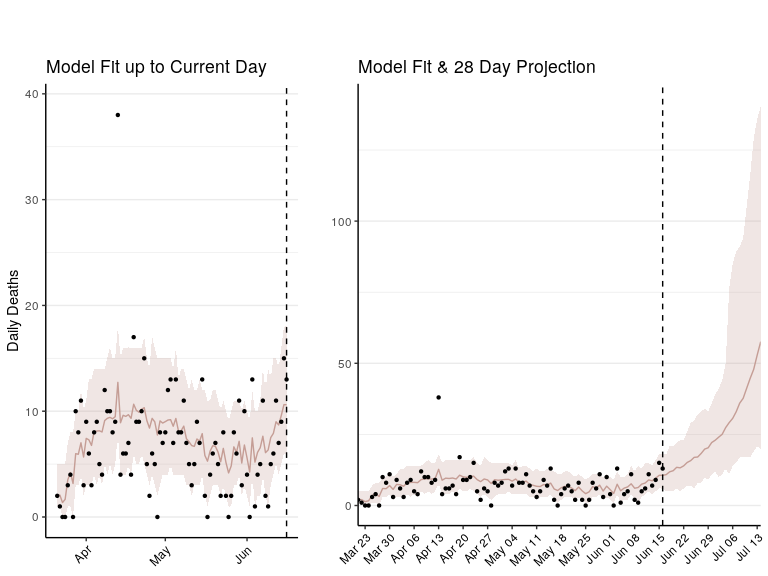 Model Fit up to Current Day
Model Fit & 28 Day Projection
Daily Deaths
40
30
20
10
0
Apr
May
Jun
100
50
0
Mar 23
Mar 30
Apr 06
Apr 13
Apr 20
Apr 27
May 04
May 11
May 18
May 25
Jun 01
Jun 08
Jun 15
Jun 22
Jun 29
Jul 06
Jul 13